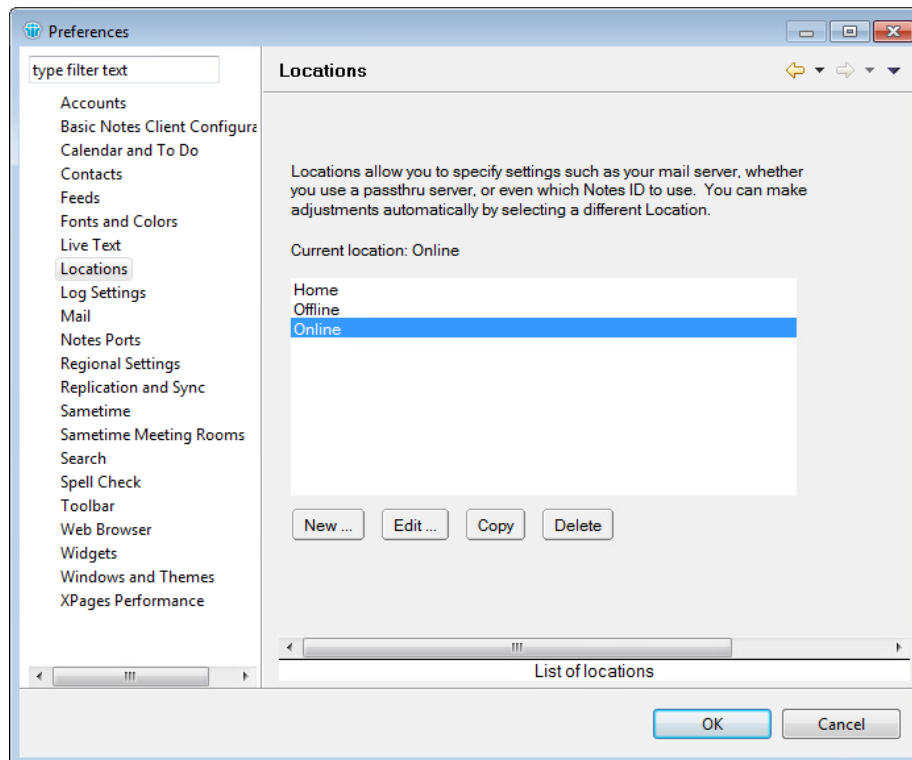 Preferences
type filter text
Locations
Accounts
Basic Notes Client Configura
Calendar and To Do
Contacts
Feeds
Fonts and Colors
Live Text
Locations
Log Settings
Mail
Notes Ports
Regional Settings
Replication and Sync
Sametime
Sametime Meeting Rooms
Search
Spell Check
Toolbar
Web Browser
Widgets
Windows and Themes
XPages Performance
Locations allow you to specify settings such as your mail server, whether
you use a passthru server, or even which Notes ID to use. You can make
adjustments automatically by selecting a different Location.
Current location: Online
Home
Offline
Online
New ... Edit ... Copy Delete
List of locations
OK Cancel